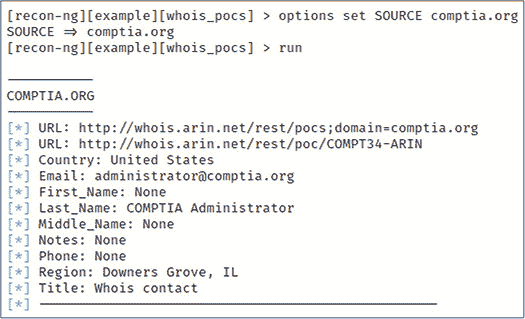 [recon-ng][example][whois_pocs] > options set SOURCE comptia.org
SOURCE ⇒ comptia.org
[recon-ng][example][whois_pocs] > run
-----------
COMPTIA.ORG
-----------
[*] URL: http://whois.arin.net/rest/pocs;domain=comptia.org
[*] URL: http://whois.arin.net/rest/poc/COMPT34-ARIN
[*] Country: United States
[*] Email: administrator@comptia.org
[*] First_Name: None
[*] Last_Name: COMPTIA Administrator
[*] Middle_Name: None
[*] Notes: None
[*] Phone: None
[*] Region: Downers Grove, IL
[*] Title: Whois contact
[*] --------------------------------------------------